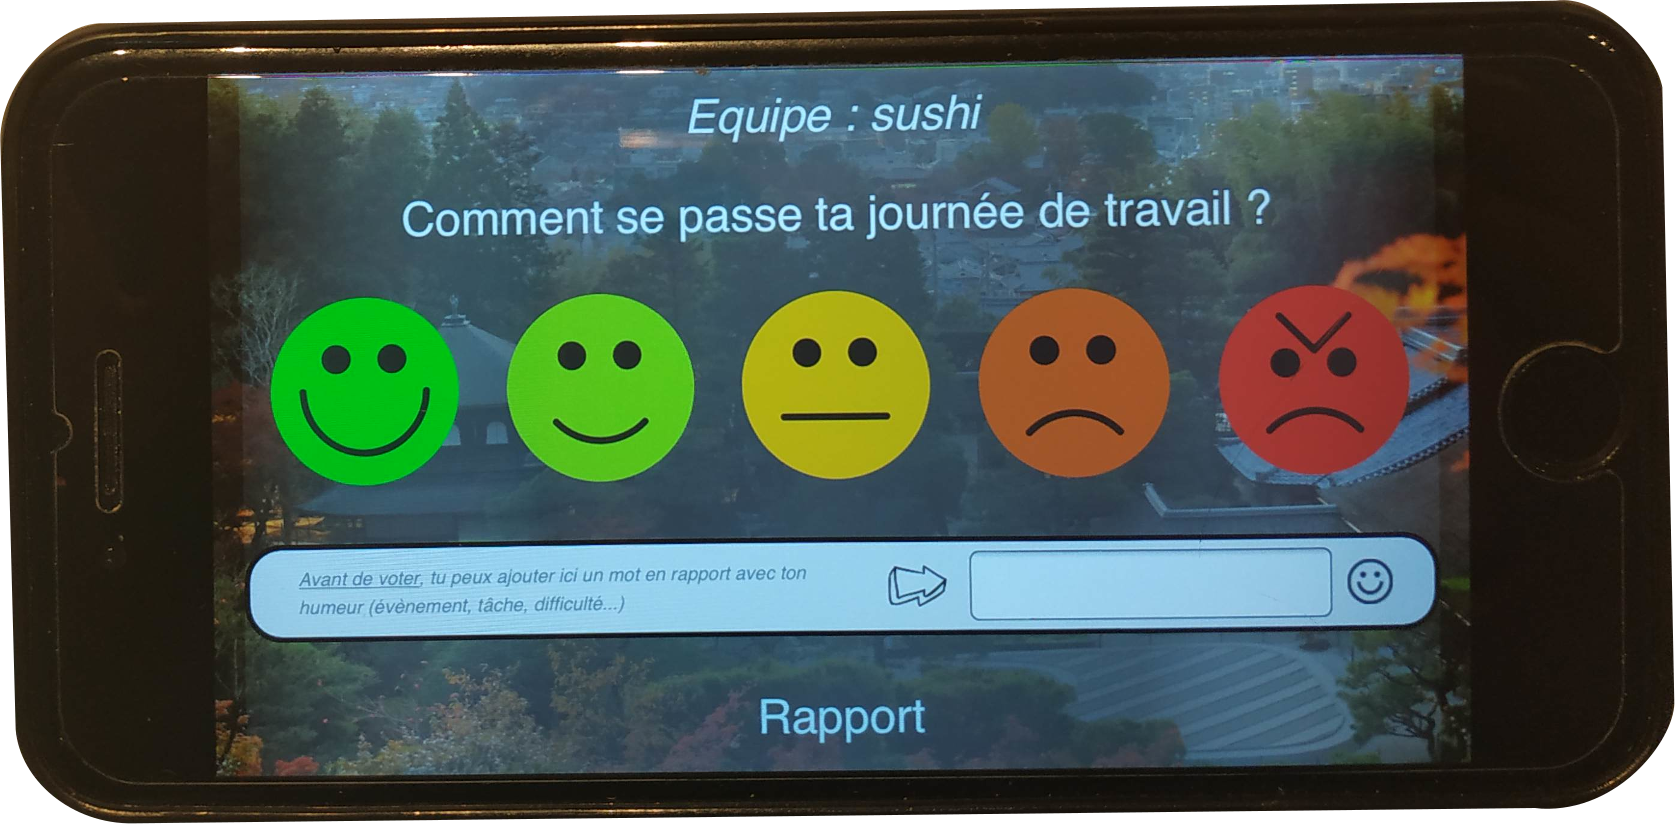 Equipe : sushi
Comment se passe ta journée de travail ?
Avant de voter, tu peux ajouter ici un mot en rapport avec ton
humeur (évènement, tâche, difficulté...)
Rapport